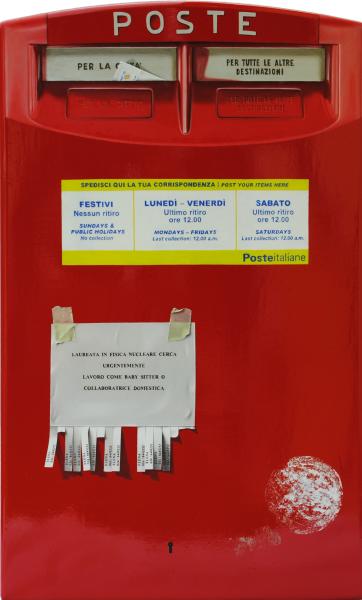 POSTE
PER LA C
PER TUTTE LE ALTRE
DESTINAZIONI
SPEDISCI QUI LA TUA CORRISPONDENZA | POST YOUR ITEMS HERE
FESTIVI
Nessun ritiro
SUNDAYS &
PUBLIC HOLIDAYS
No collection
LUNEDÌ – VENERDÌ
Ultimo ritiro
ore 12.00
MONDAYS – FRIDAYS
Last collection: 12.00 a.m.
SABATO
Ultimo ritiro
ore 12.00
SATURDAYS
Last collection: 12.00 a.m.
Posteitaliane
LAUREATA IN FISICA NUCLEARE CERCA
URGENTEMENTE
LAVORO COME BABY SITTER O
COLLABORATRICE DOMESTICA